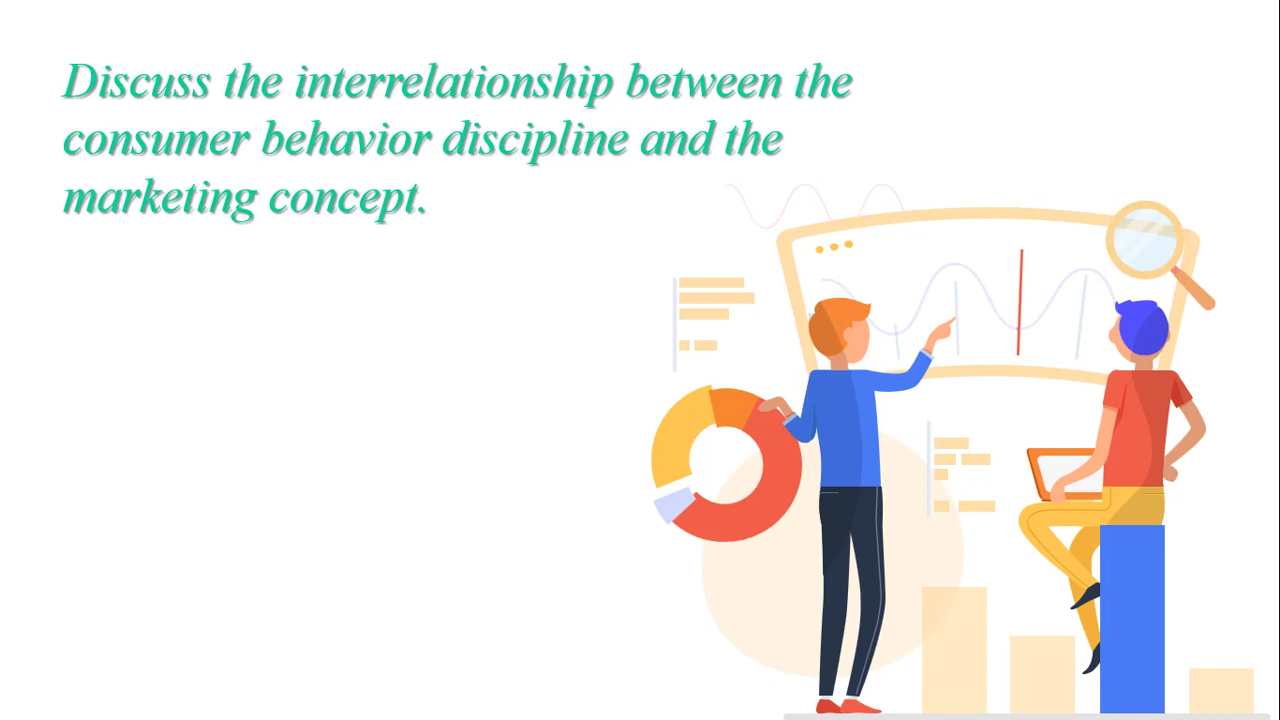 Discuss the interrelationship between the
consumer behavior discipline and the
marketing concept.